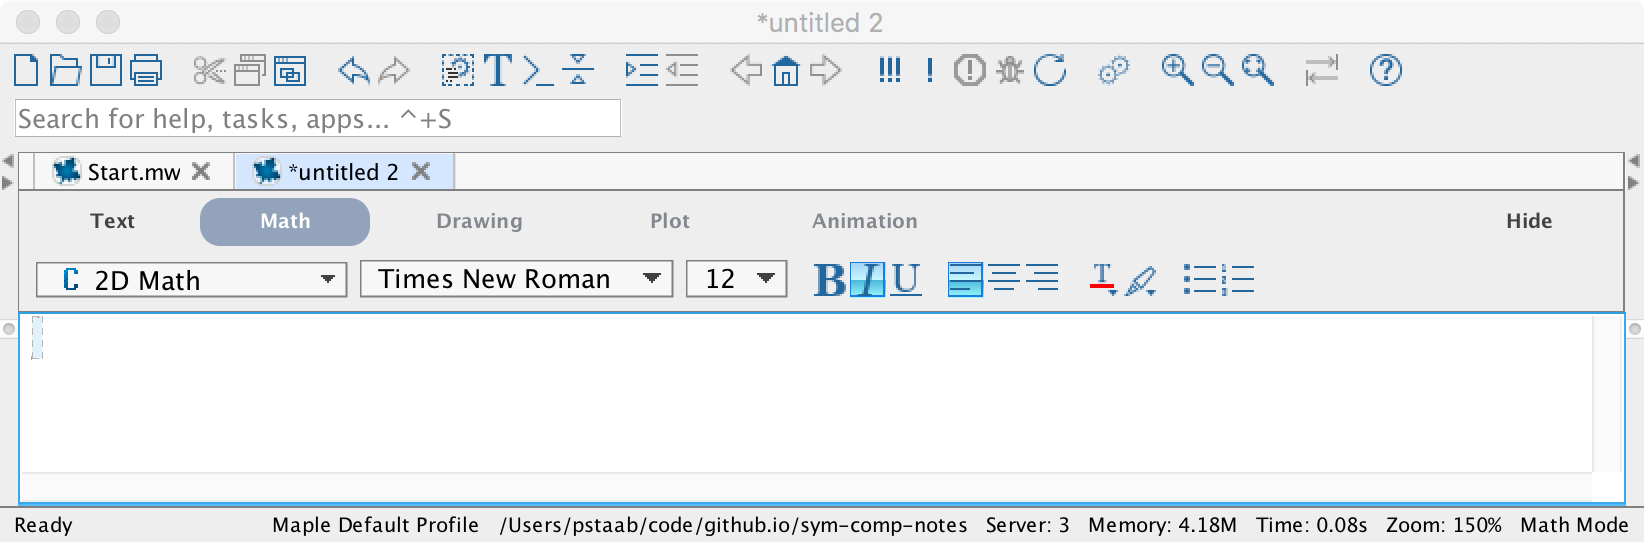 *untitled 2
Search for help, tasks, apps... ^+S
Start.mw *untitled 2
Text Math Drawing Plot Animation Hide
C 2D Math Times New Roman 12 B I U T
Ready Maple Default Profile /Users/pstaab/code/github.io/sym-comp-notes Server: 3 Memory: 4.18M Time: 0.08s Zoom: 150% Math Mode